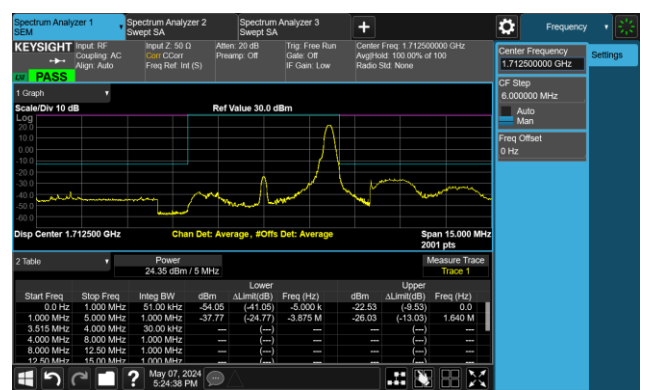 Spectrum Analyzer 1
SEM
Spectrum Analyzer 2
Swept SA
Spectrum Analyzer 3
Swept SA
Frequency
KEYSIGHT
Input: RF
Coupling: AC
Align: Auto
Input Z: 50 Ω
Corr CCorr
Freq Ref: Int (S)
Atten: 20 dB
Preamp: Off
Trig: Free Run
Gate: Off
IF Gain: Low
Center Freq: 1.712500000 GHz
Avg|Hold: 100.00% of 100
Radio Std: None
PASS
Center Frequency
1.712500000 GHz
Settings
CF Step
6.000000 MHz
Auto
Man
Freq Offset
0 Hz
1 Graph
Scale/Div 10 dB
Ref Value 30.0 dBm
Log
20.0
10.0
0.00
-10.0
-20.0
-30.0
-40.0
-50.0
-60.0
Disp Center 1.712500 GHz
Chan Det: Average, #Offs Det: Average
Span 15.000 MHz
2001 pts
2 Table
Power
24.35 dBm / 5 MHz
Measure Trace
Trace 1
Lower Upper
Start Freq Stop Freq Integ BW dBm ΔLimit(dB) Freq (Hz) dBm ΔLimit(dB) Freq (Hz)
0.0 Hz 1.000 MHz 51.00 kHz -54.05 (-41.05) -5.000 k -22.53 (-9.53) 0.0
1.000 MHz 5.000 MHz 1.000 MHz -37.77 (-24.77) -3.875 M -26.03 (-13.03) 1.640 M
3.515 MHz 4.000 MHz 30.00 kHz --- (---) --- --- (---) ---
4.000 MHz 8.000 MHz 1.000 MHz --- (---) --- --- (---) ---
8.000 MHz 12.50 MHz 1.000 MHz --- (---) --- --- (---) ---
12.50 MHz 15.00 MHz 1.000 MHz --- (---) --- --- (---) ---
May 07, 2024
5:24:38 PM